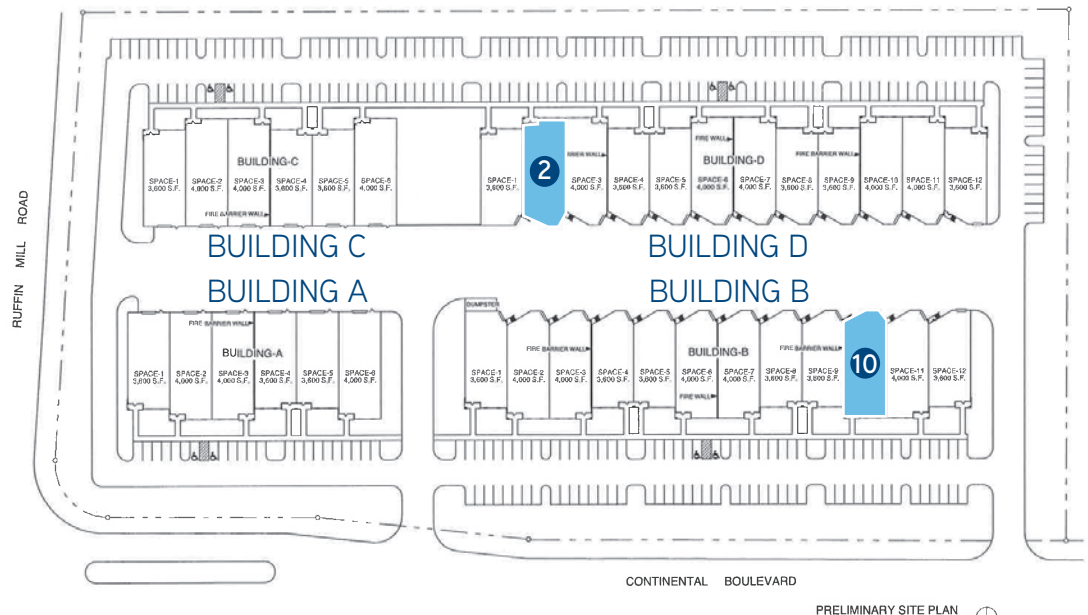 RUFFIN MILL ROAD
BUILDING-C
SPACE-1 3,600 S.F.
SPACE-2 4,000 S.F.
SPACE-3 4,000 S.F.
SPACE-4 3,600 S.F.
SPACE-5 3,600 S.F.
SPACE-6 4,000 S.F.
FIRE BARRIER WALL
FIRE WALL
BUILDING-D
RRIER WALL
FIRE BARRIER WALL
SPACE-1 3,600 S.F.
2
SPACE-3 4,000 S.F.
SPACE-4 3,600 S.F.
SPACE-5 3,600 S.F.
SPACE-6 4,000 S.F.
SPACE-7 4,000 S.F.
SPACE-8 3,600 S.F.
SPACE-9 3,600 S.F.
SPACE-10 4,000 S.F.
SPACE-11 4,000 S.F.
SPACE-12 3,600 S.F.
BUILDING C
BUILDING D
BUILDING A
BUILDING B
FIRE BARRIER WALL
BUILDING-A
SPACE-1 3,600 S.F.
SPACE-2 4,000 S.F.
SPACE-3 4,000 S.F.
SPACE-4 3,600 S.F.
SPACE-5 3,600 S.F.
SPACE-6 4,000 S.F.
DUMPSTER
FIRE BARRIER WALL
BUILDING-B
FIRE BARRIER WALL
SPACE-1 3,600 S.F.
SPACE-2 4,000 S.F.
SPACE-3 4,000 S.F.
SPACE-4 3,600 S.F.
SPACE-5 3,600 S.F.
SPACE-6 4,000 S.F.
SPACE-7 4,000 S.F.
SPACE-8 3,600 S.F.
SPACE-9 3,600 S.F.
10
SPACE-11 4,000 S.F.
SPACE-12 3,600 S.F.
FIRE WALL
CONTINENTAL BOULEVARD
PRELIMINARY SITE PLAN